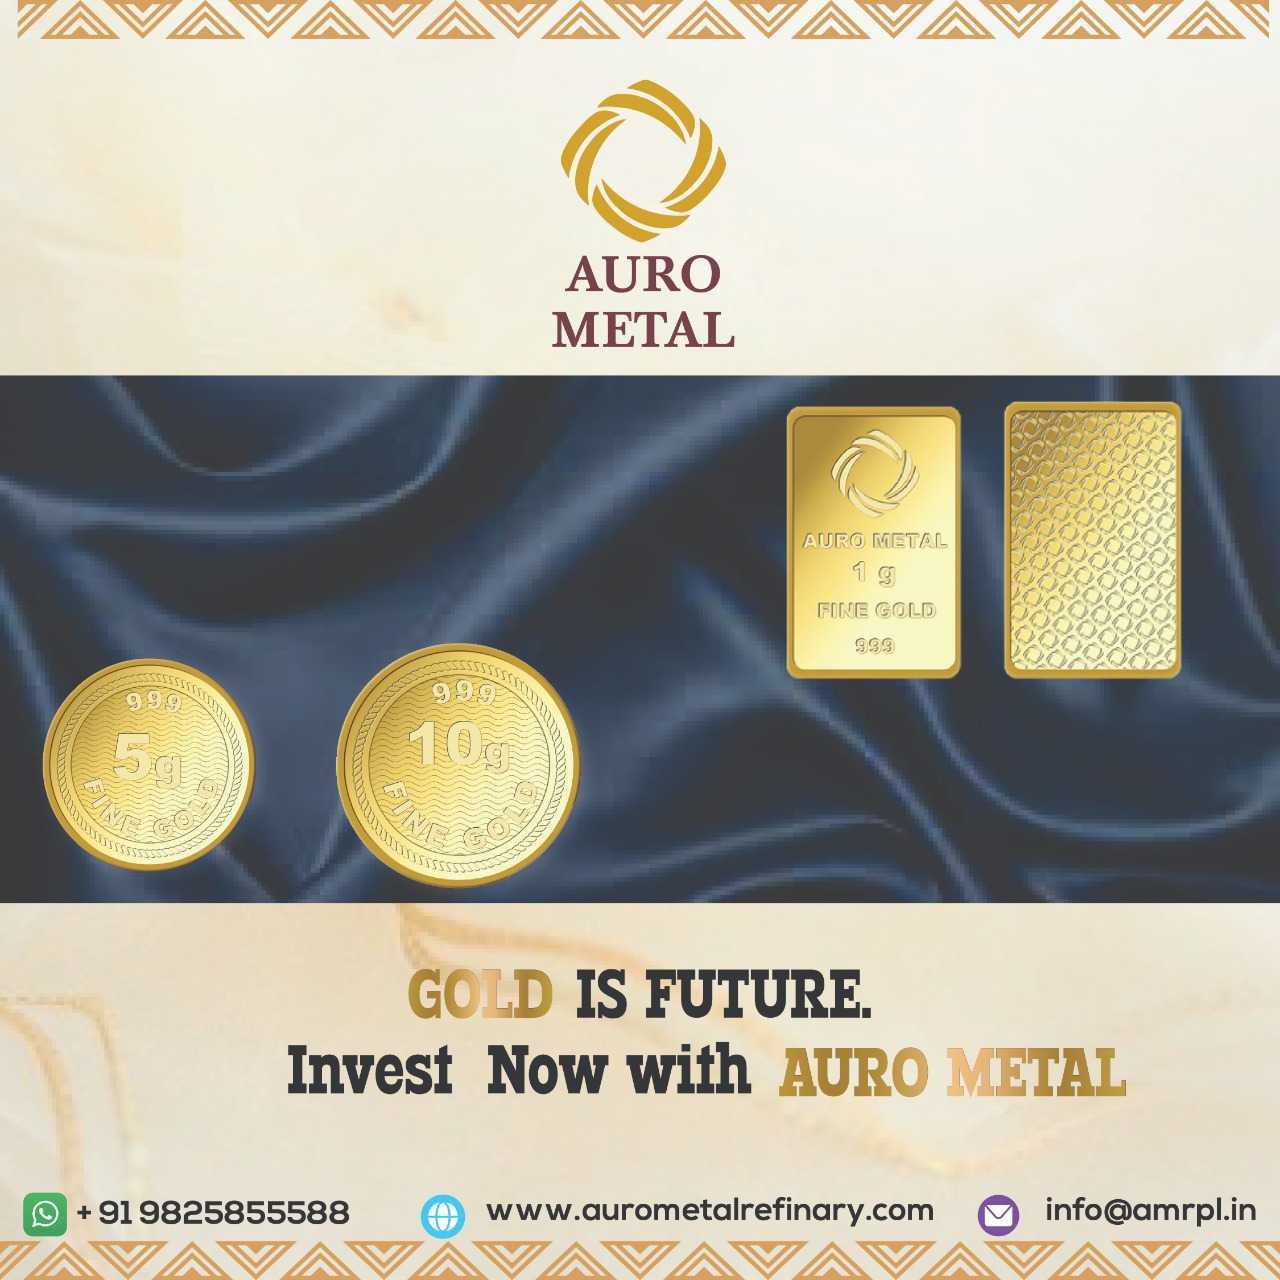 AURO
METAL
AURO METAL
1 g
FINE GOLD
999
999
5g
FINE GOLD
999
10g
FINE GOLD
GOLD IS FUTURE.
Invest Now with AURO METAL
+ 91 9825855588
www.aurometalrefinary.com
info@amrpl.in